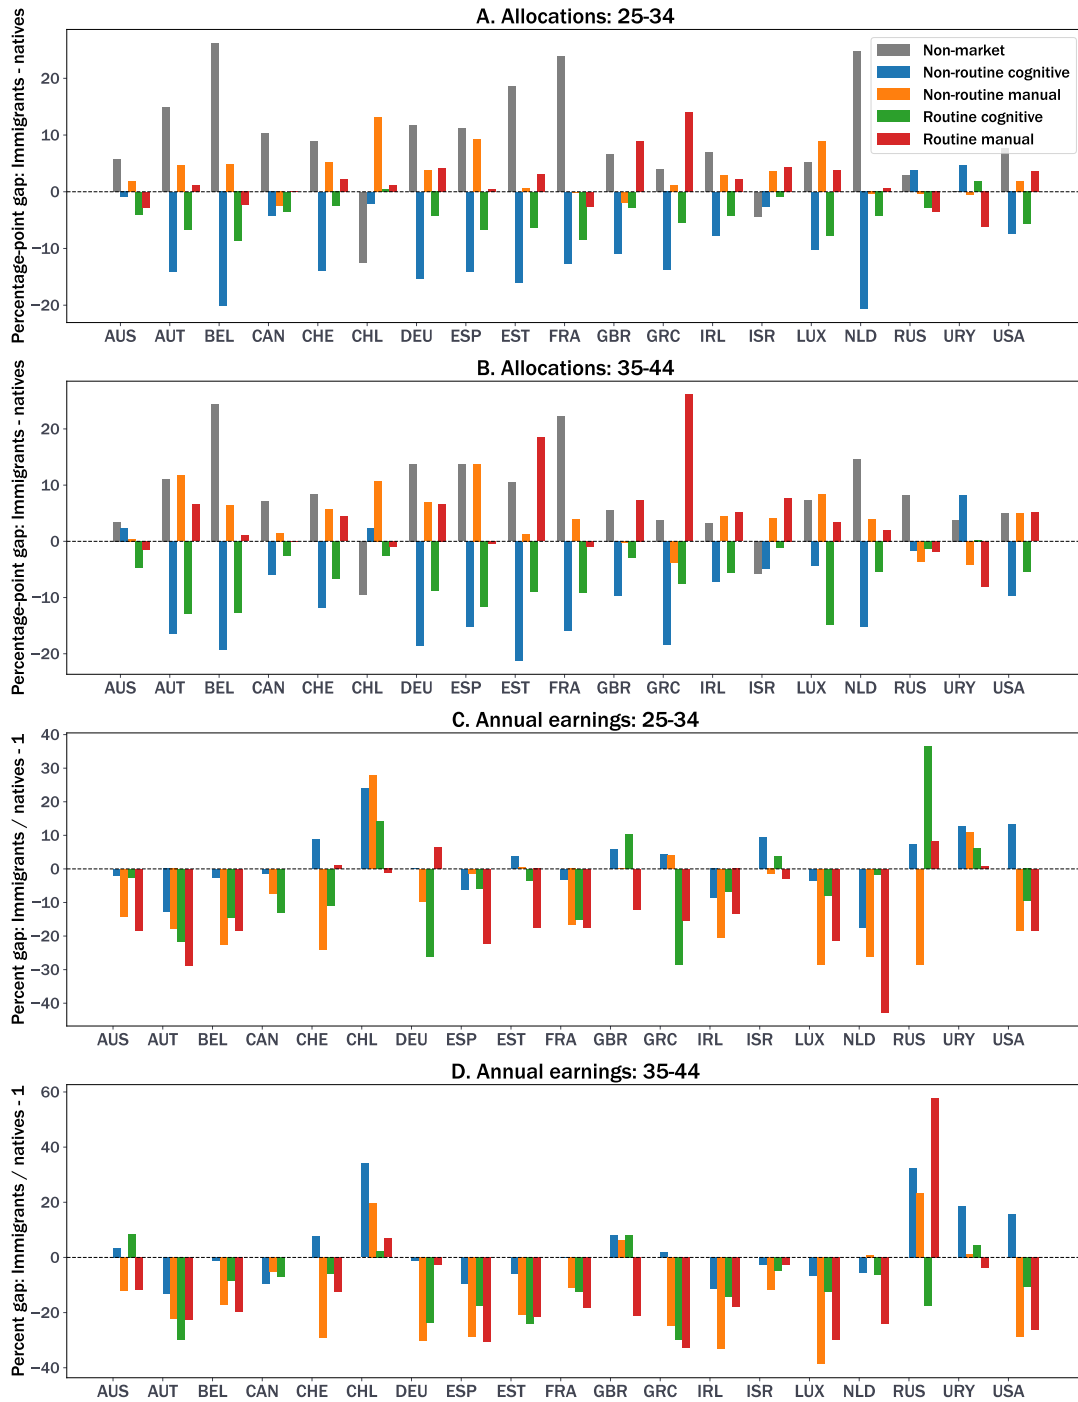 A. Allocations: 25-34
Percentage-point gap: Immigrants - natives
20
10
0
−10
−20
Non-market
Non-routine cognitive
Non-routine manual
Routine cognitive
Routine manual
AUS AUT BEL CAN CHE CHL DEU ESP EST FRA GBR GRC IRL ISR LUX NLD RUS URY USA
B. Allocations: 35-44
Percentage-point gap: Immigrants - natives
20
10
0
−10
−20
AUS AUT BEL CAN CHE CHL DEU ESP EST FRA GBR GRC IRL ISR LUX NLD RUS URY USA
C. Annual earnings: 25-34
Percent gap: Immigrants / natives - 1
40
30
20
10
0
−10
−20
−30
−40
AUS AUT BEL CAN CHE CHL DEU ESP EST FRA GBR GRC IRL ISR LUX NLD RUS URY USA
D. Annual earnings: 35-44
Percent gap: Immigrants / natives - 1
60
40
20
0
−20
−40
AUS AUT BEL CAN CHE CHL DEU ESP EST FRA GBR GRC IRL ISR LUX NLD RUS URY USA